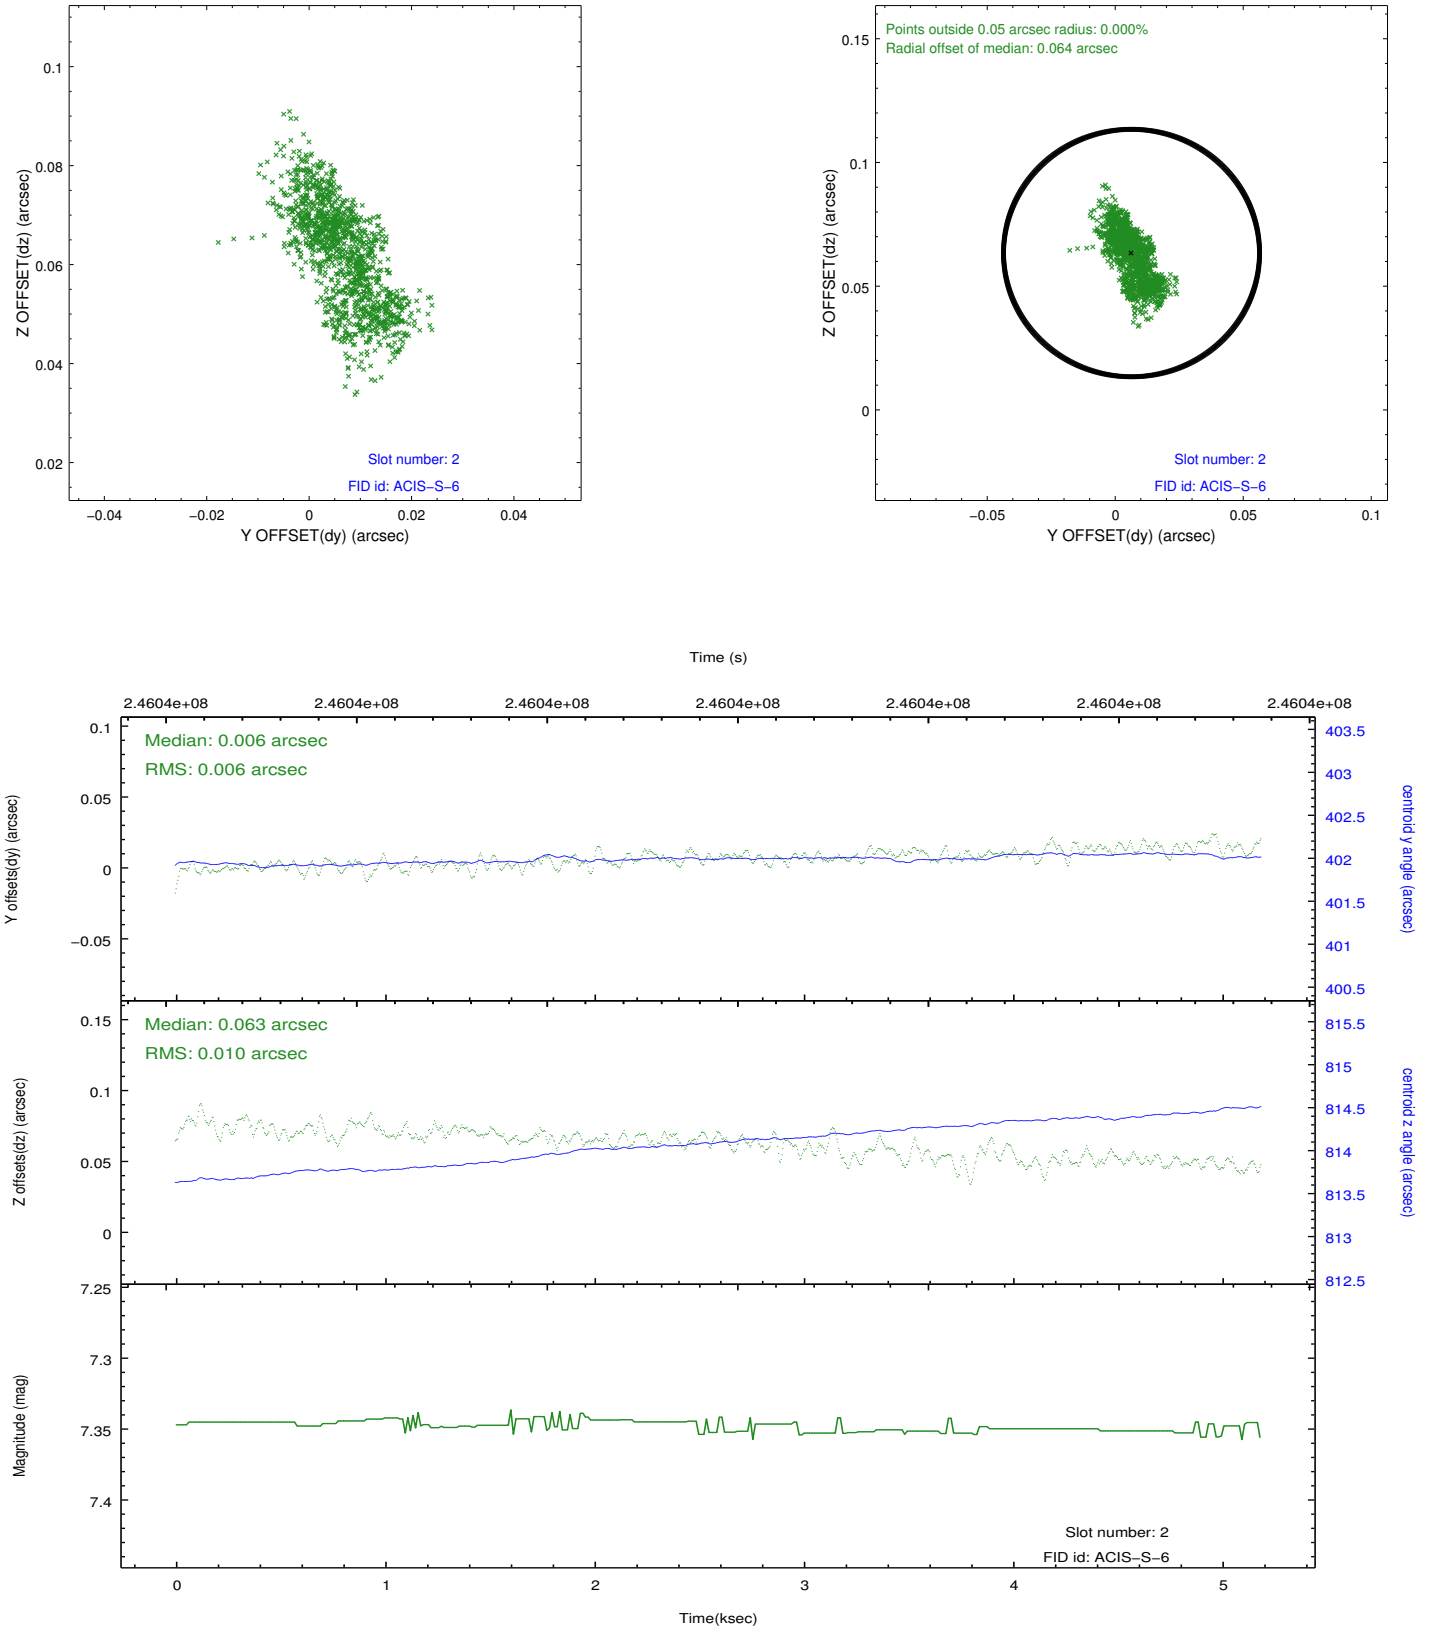 0.1
0.08
0.06
0.04
0.02
Z OFFSET(dz) (arcsec)
Slot number: 2
FID id: ACIS−S−6
−0.04
−0.02
0
0.02
0.04
Y OFFSET(dy) (arcsec)
Points outside 0.05 arcsec radius: 0.000%
Radial offset of median: 0.064 arcsec
0.15
0.1
0.05
0
Z OFFSET(dz) (arcsec)
Slot number: 2
FID id: ACIS−S−6
−0.05
0
0.05
0.1
Y OFFSET(dy) (arcsec)
Time (s)
2.4604e+08
2.4604e+08
2.4604e+08
2.4604e+08
2.4604e+08
2.4604e+08
2.4604e+08
Median: 0.006 arcsec
RMS: 0.006 arcsec
0.1
0.05
0
−0.05
Y offsets(dy) (arcsec)
403.5
403
402.5
402
401.5
401
400.5
centroid y angle (arcsec)
Median: 0.063 arcsec
RMS: 0.010 arcsec
0.15
0.1
0.05
0
Z offsets(dz) (arcsec)
815.5
815
814.5
814
813.5
813
812.5
centroid z angle (arcsec)
7.25
7.3
7.35
7.4
Magnitude (mag)
Slot number: 2
FID id: ACIS−S−6
0
1
2
3
4
5
Time(ksec)